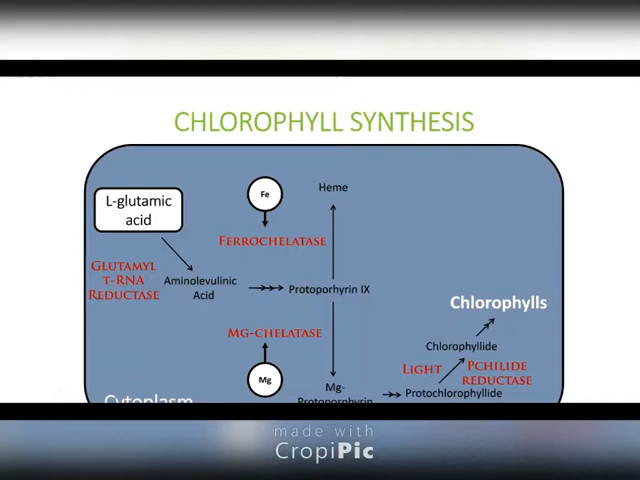 CHLOROPHYLL SYNTHESIS
L-glutamic
acid
Fe
Heme
FERROCHELATASE
GLUTAMYL
T-RNA
REDUCTASE
Aminolevulinic
Acid
Protoporhyrin IX
Chlorophylls
MG-CHELATASE
Chlorophyllide
LIGHT
PCHILIDE
REDUCTASE
Mg
Mg-
Protoporphyrin
Protochlorophyllide
Cytoplasm
made with
CropiPic